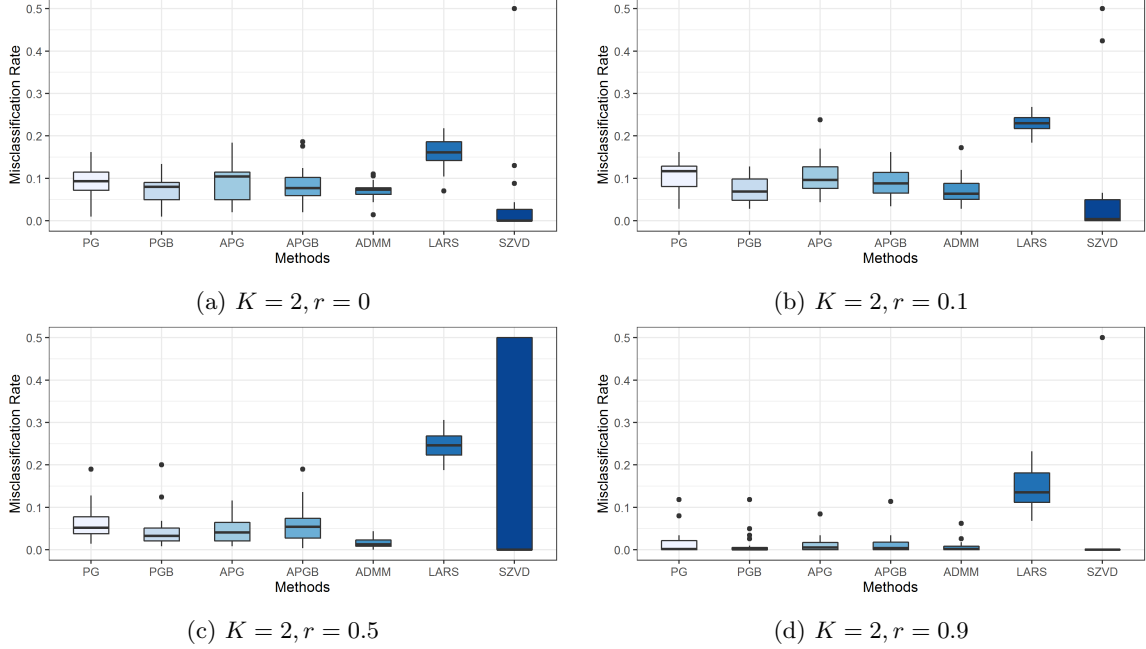 0.5
0.4
0.3
0.2
0.1
0.0
Misclassification Rate
PG PGB APG APGB ADMM LARS SZVD
Methods
(a) K = 2, r = 0
0.5
0.4
0.3
0.2
0.1
0.0
Misclassification Rate
PG PGB APG APGB ADMM LARS SZVD
Methods
(b) K = 2, r = 0.1
0.5
0.4
0.3
0.2
0.1
0.0
Misclassification Rate
PG PGB APG APGB ADMM LARS SZVD
Methods
(c) K = 2, r = 0.5
0.5
0.4
0.3
0.2
0.1
0.0
Misclassification Rate
PG PGB APG APGB ADMM LARS SZVD
Methods
(d) K = 2, r = 0.9